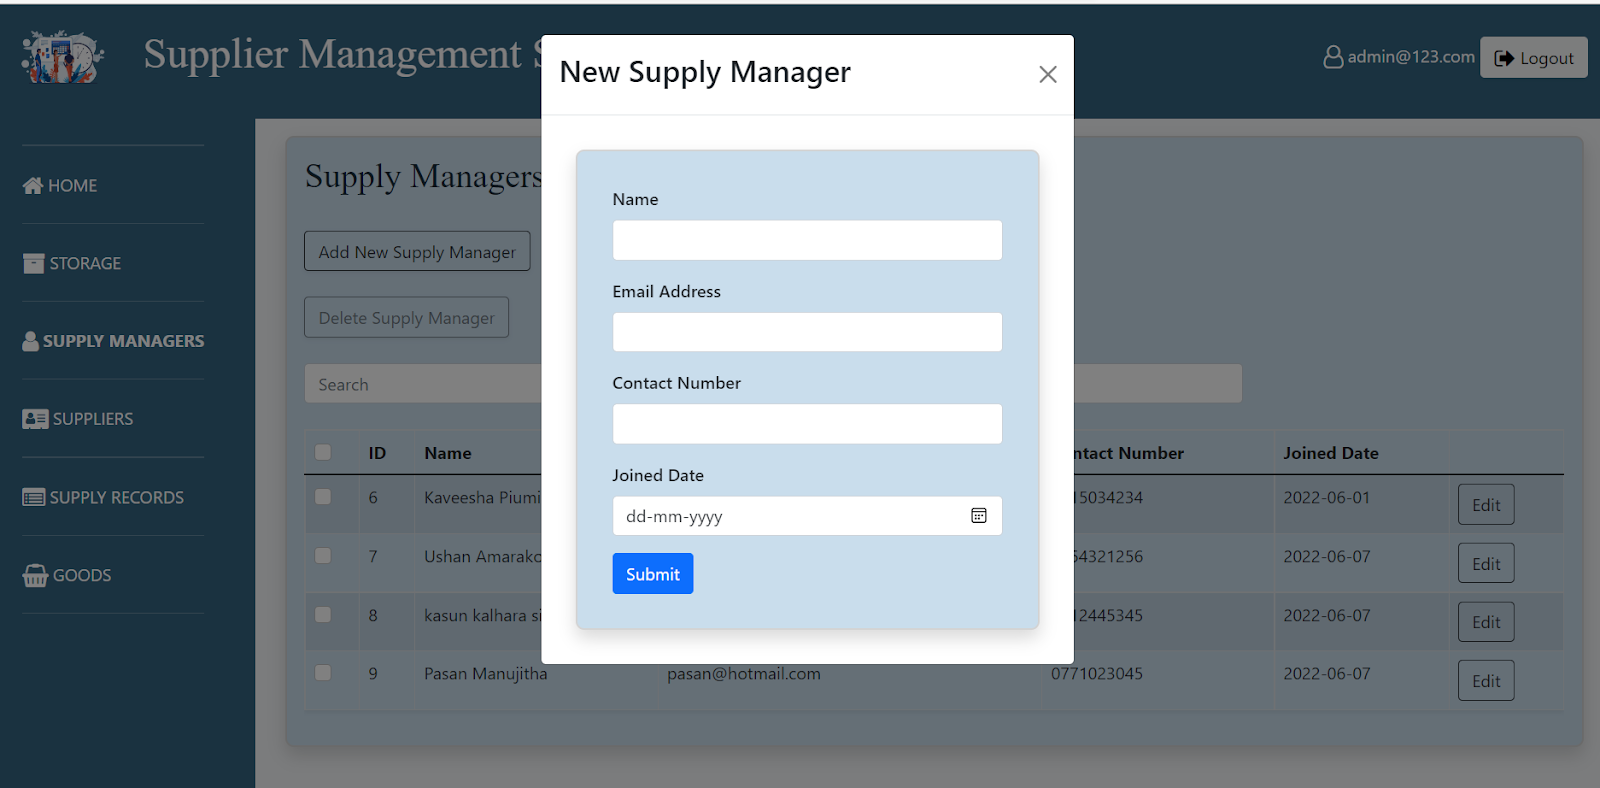 Supplier Management
admin@123.com
Logout
New Supply Manager
HOME
STORAGE
SUPPLY MANAGERS
SUPPLIERS
SUPPLY RECORDS
GOODS
Supply Managers
Add New Supply Manager
Delete Supply Manager
Search
Name
Email Address
Contact Number
Joined Date
dd-mm-yyyy
Submit
ID Name ntact Number Joined Date
6 Kaveesha Piumi 15034234 2022-06-01 Edit
7 Ushan Amarako 54321256 2022-06-07 Edit
8 kasun kalhara si 12445345 2022-06-07 Edit
9 Pasan Manujitha pasan@hotmail.com 0771023045 2022-06-07 Edit